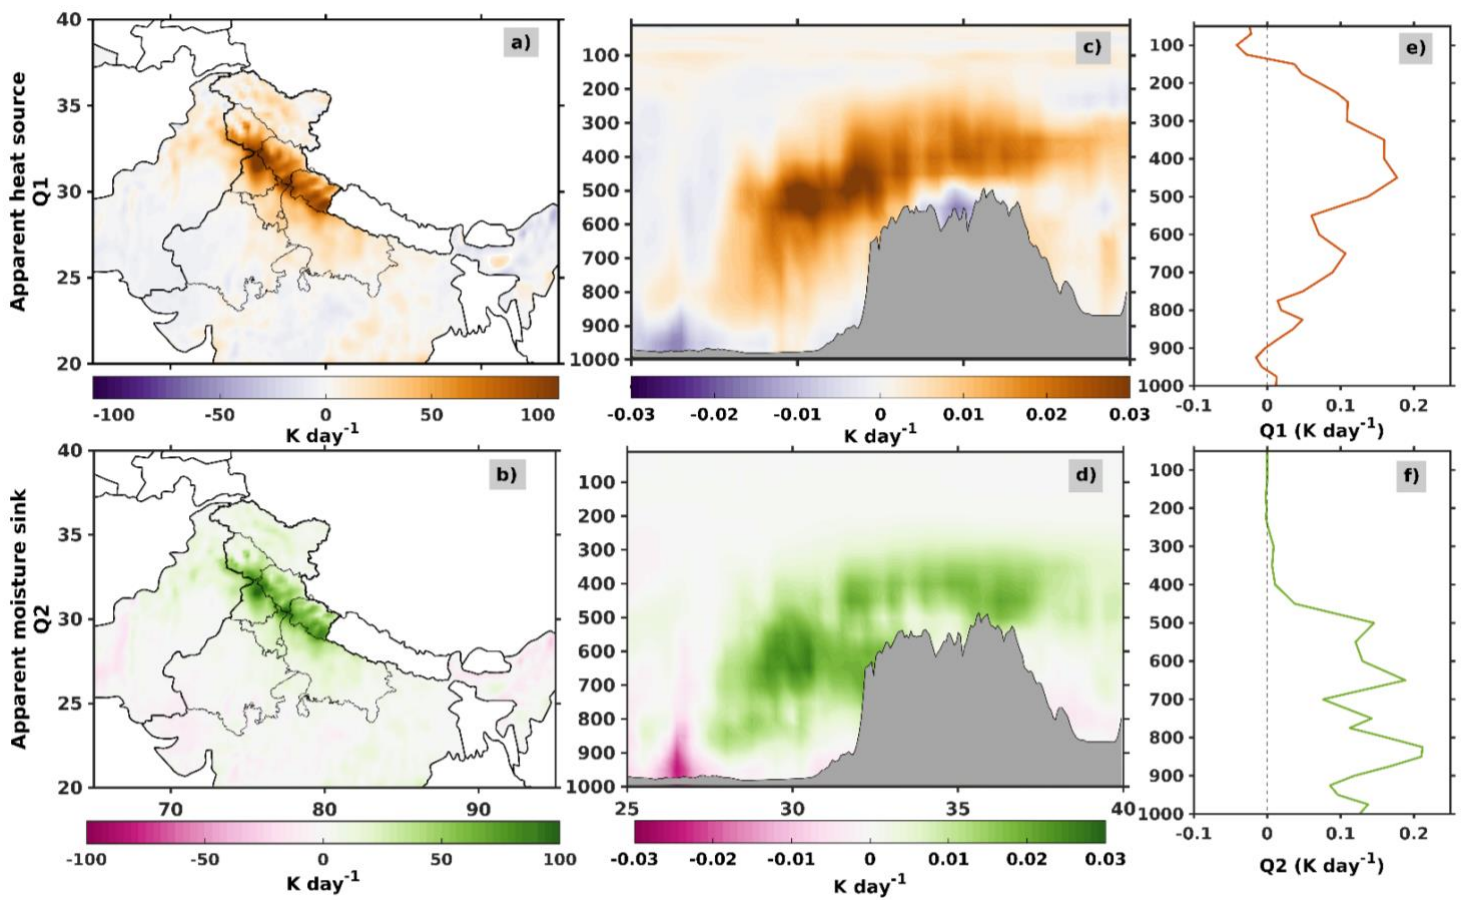 Apparent heat source
Q1
40
35
30
25
20
a)
-100 -50 0 50 100
K day-1
100
200
300
400
500
600
700
800
900
1000
c)
-0.03 -0.02 -0.01 0 0.01 0.02 0.03
K day-1
100
200
300
400
500
600
700
800
900
1000
e)
-0.1 0 0.1 0.2
Q1 (K day-1)
Apparent moisture sink
Q2
40
35
30
25
20
b)
70 80 90
-100 -50 0 50 100
K day-1
100
200
300
400
500
600
700
800
900
1000
d)
25 30 35 40
-0.03 -0.02 -0.01 0 0.01 0.02 0.03
K day-1
100
200
300
400
500
600
700
800
900
1000
f)
-0.1 0 0.1 0.2
Q2 (K day-1)